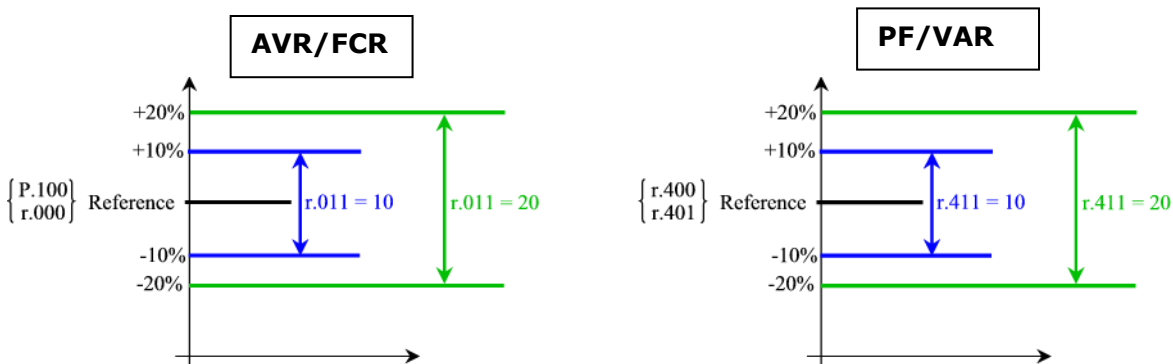 AVR/FCR
+20%
+10%
P.100
r.000
Reference
r.011 = 10
r.011 = 20
-10%
-20%
PF/VAR
+20%
+10%
r.400
r.401
Reference
r.411 = 10
r.411 = 20
-10%
-20%